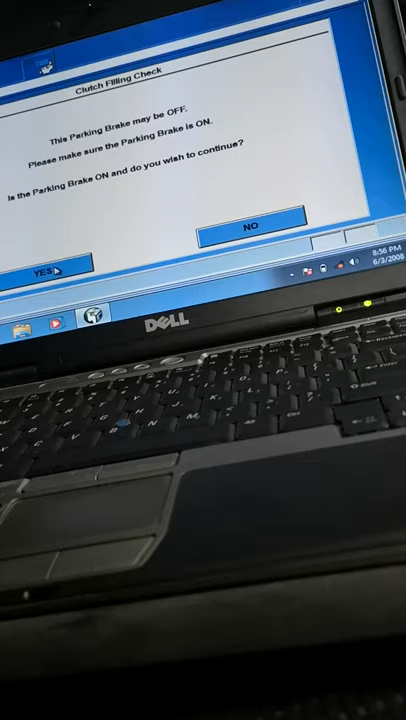 Clutch Filling Check
This Parking Brake may be OFF.
Please make sure the Parking Brake is ON.
Is the Parking Brake ON and do you wish to continue?
NO
YES
8:56 PM
6/3/2008
DELL